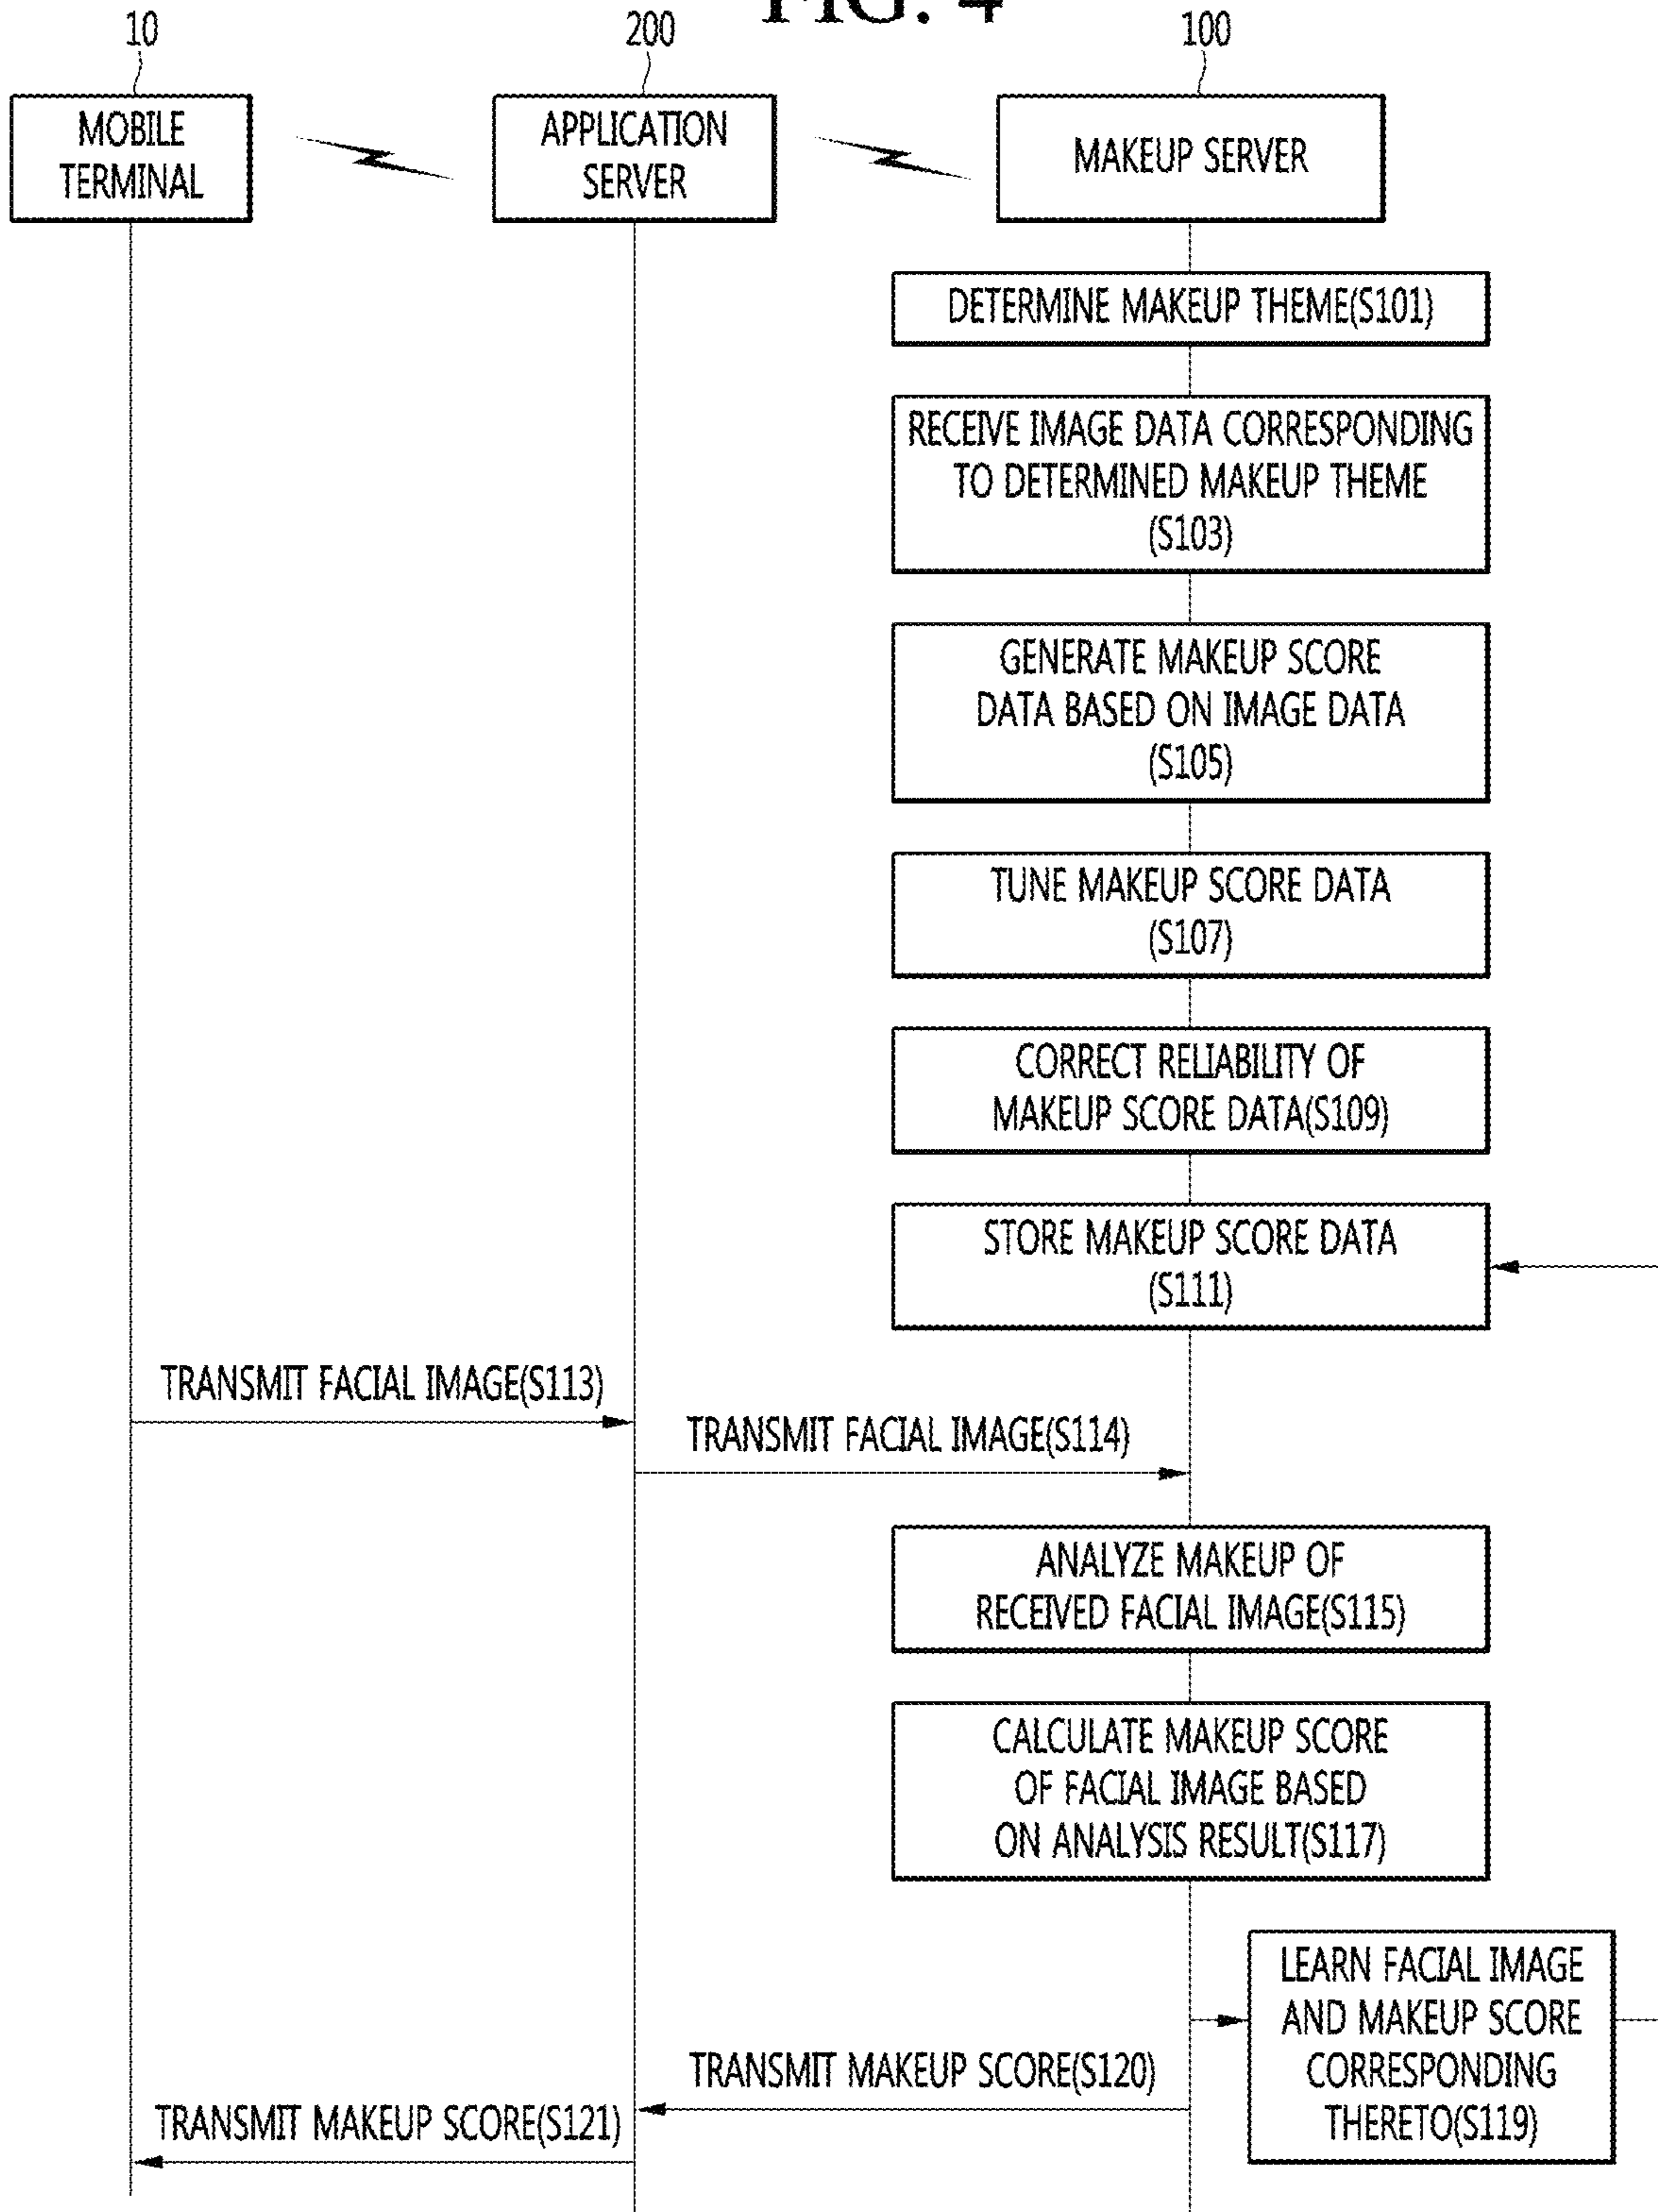 FIG. 4
10
200
100
MOBILE
TERMINAL
APPLICATION
SERVER
MAKEUP SERVER
DETERMINE MAKEUP THEME(S101)
RECEIVE IMAGE DATA CORRESPONDING
TO DETERMINED MAKEUP THEME
(S103)
GENERATE MAKEUP SCORE
DATA BASED ON IMAGE DATA
(S105)
TUNE MAKEUP SCORE DATA
(S107)
CORRECT RELIABILITY OF
MAKEUP SCORE DATA(S109)
STORE MAKEUP SCORE DATA
(S111)
TRANSMIT FACIAL IMAGE(S113)
TRANSMIT FACIAL IMAGE(S114)
ANALYZE MAKEUP OF
RECEIVED FACIAL IMAGE(S115)
CALCULATE MAKEUP SCORE
OF FACIAL IMAGE BASED
ON ANALYSIS RESULT(S117)
LEARN FACIAL IMAGE
AND MAKEUP SCORE
CORRESPONDING
THERETO(S119)
TRANSMIT MAKEUP SCORE(S120)
TRANSMIT MAKEUP SCORE(S121)